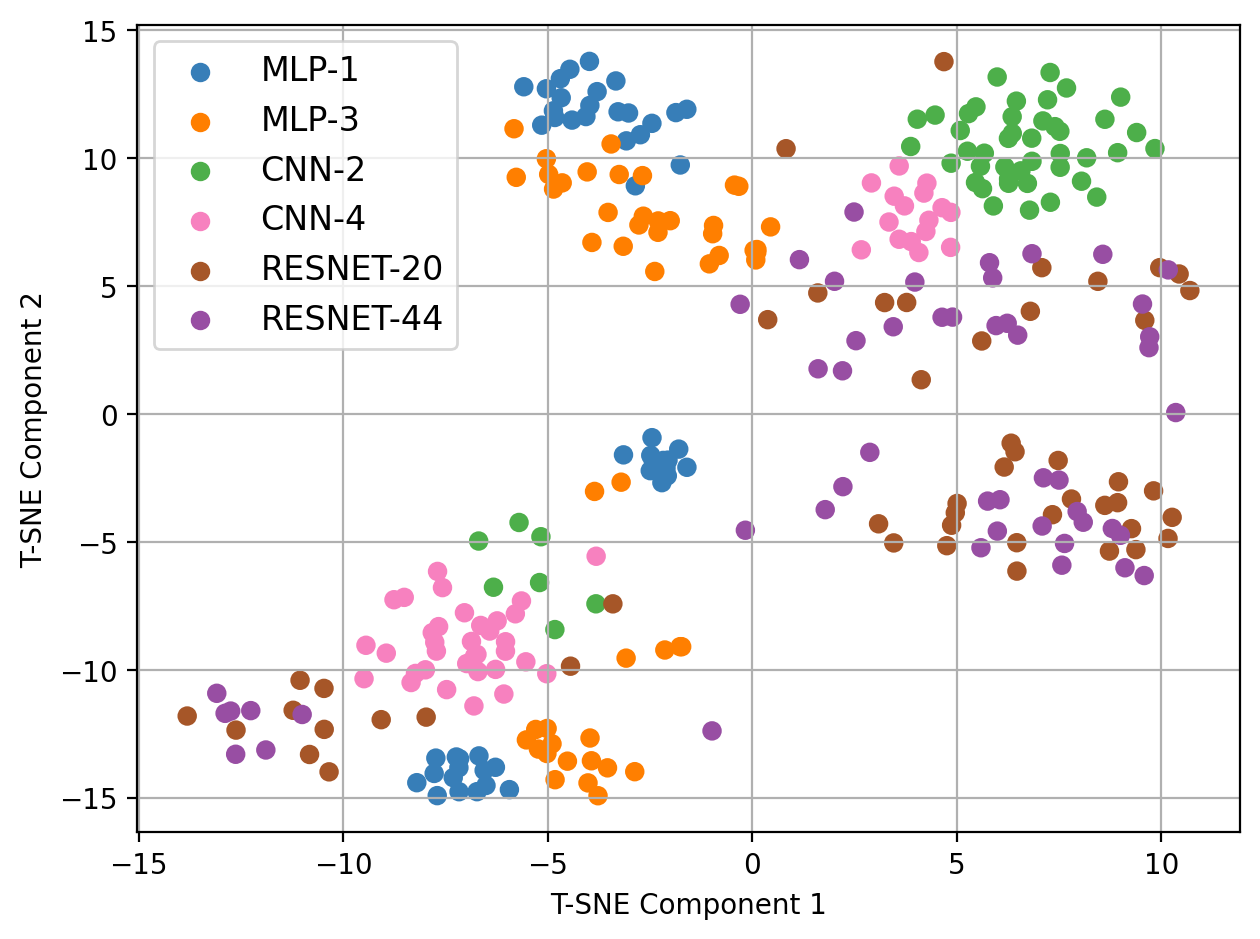 15
10
5
0
−5
−10
−15
T-SNE Component 2
MLP-1
MLP-3
CNN-2
CNN-4
RESNET-20
RESNET-44
−15 −10 −5 0 5 10
T-SNE Component 1